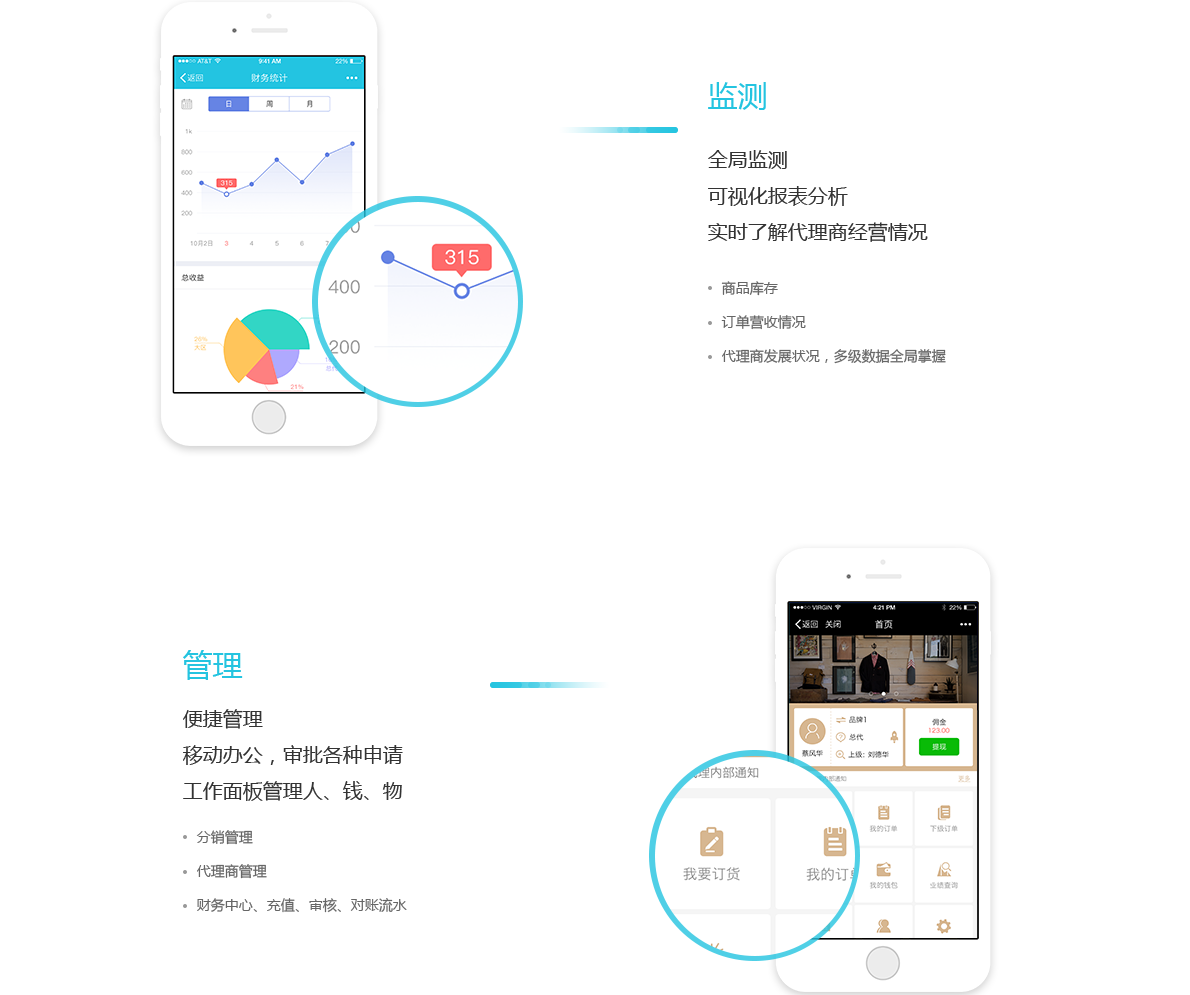 AT&T 9:41 AM 22%
返回 财务统计
日 周 月
1k
800
600
400
200
315
10月2日 3 4 5 6 7
总收益
21%
315
400
200
监测
全局监测
可视化报表分析
实时了解代理商经营情况
商品库存
订单营收情况
代理商发展状况，多级数据全局掌握
管理
便捷管理
移动办公，审批各种申请
工作面板管理人、钱、物
分销管理
代理商管理
财务中心、充值、审核、对账流水
VIRGIN 4:21 PM 22%
返回 关闭 首页
品牌1
总代
上级：刘德华
蔡凤华
佣金
123.00
提现
更多
理内部通知
我要订货
我的订单
我的订单
下级订单
我的钱包
业绩查询